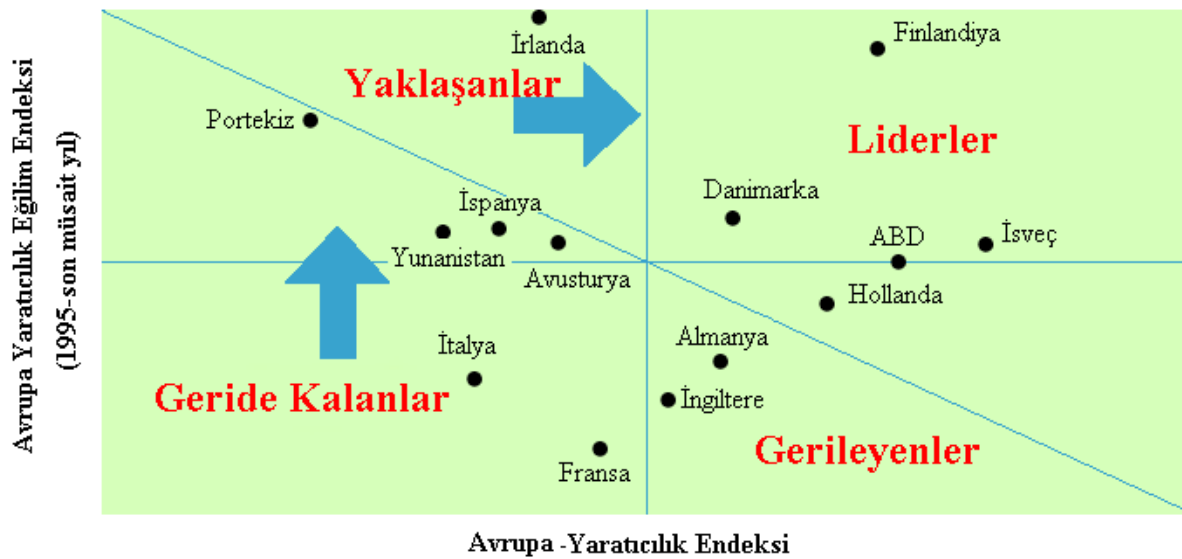 Avrupa Yaratıcılık Eğilim Endeksi
(1995-son müsait yıl)
İrlanda
Finlandiya
Yaklaşanlar
Portekiz
Liderler
Danimarka
İspanya
ABD
İsveç
Yunanistan
Avusturya
Hollanda
Almanya
İtalya
Geride Kalanlar
İngiltere
Gerileyenler
Fransa
Avrupa -Yaratıcılık Endeksi